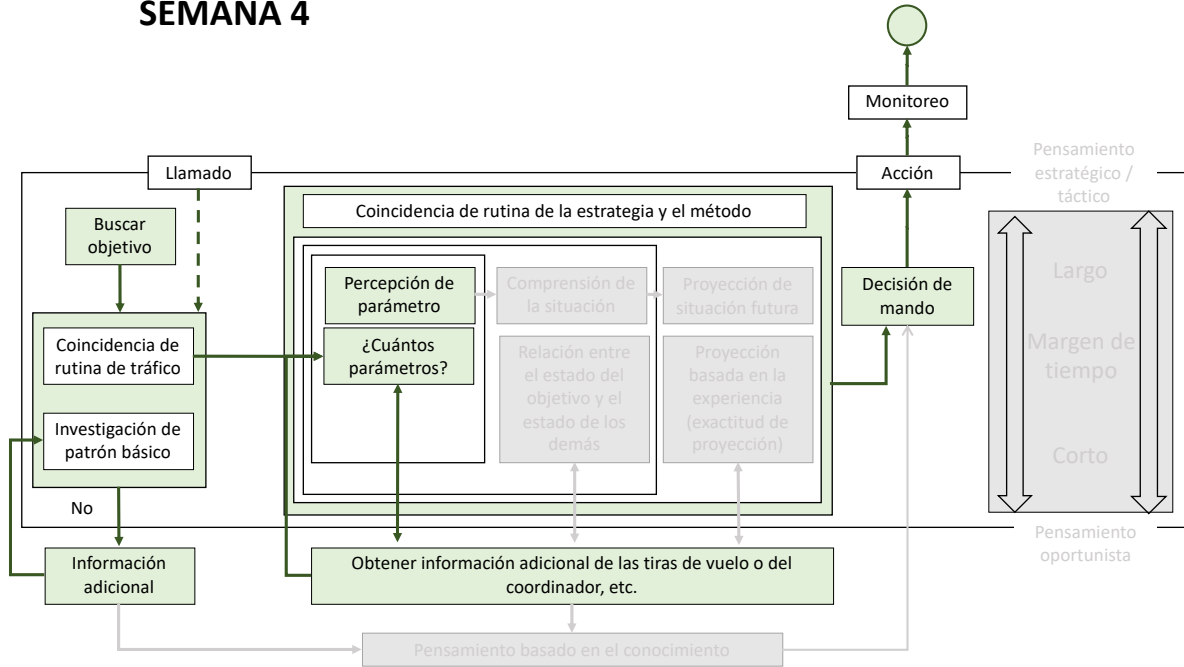 SEMANA 4
Monitoreo
Llamado
Acción
Pensamiento
estratégico /
táctico
Coincidencia de rutina de la estrategia y el método
Buscar
objetivo
Percepción de
parámetro
Comprensión de
la situación
Proyección de
situación futura
Decisión de
mando
Largo
Coincidencia de
rutina de tráfico
¿Cuántos
parámetros?
Relación entre
el estado del
objetivo y el
estado de los
demás
Proyección
basada en la
experiencia
(exactitud de
proyección)
Margen de
tiempo
Investigación de
patrón básico
Corto
No
Pensamiento
oportunista
Información
adicional
Obtener información adicional de las tiras de vuelo o del
coordinador, etc.
Pensamiento basado en el conocimiento